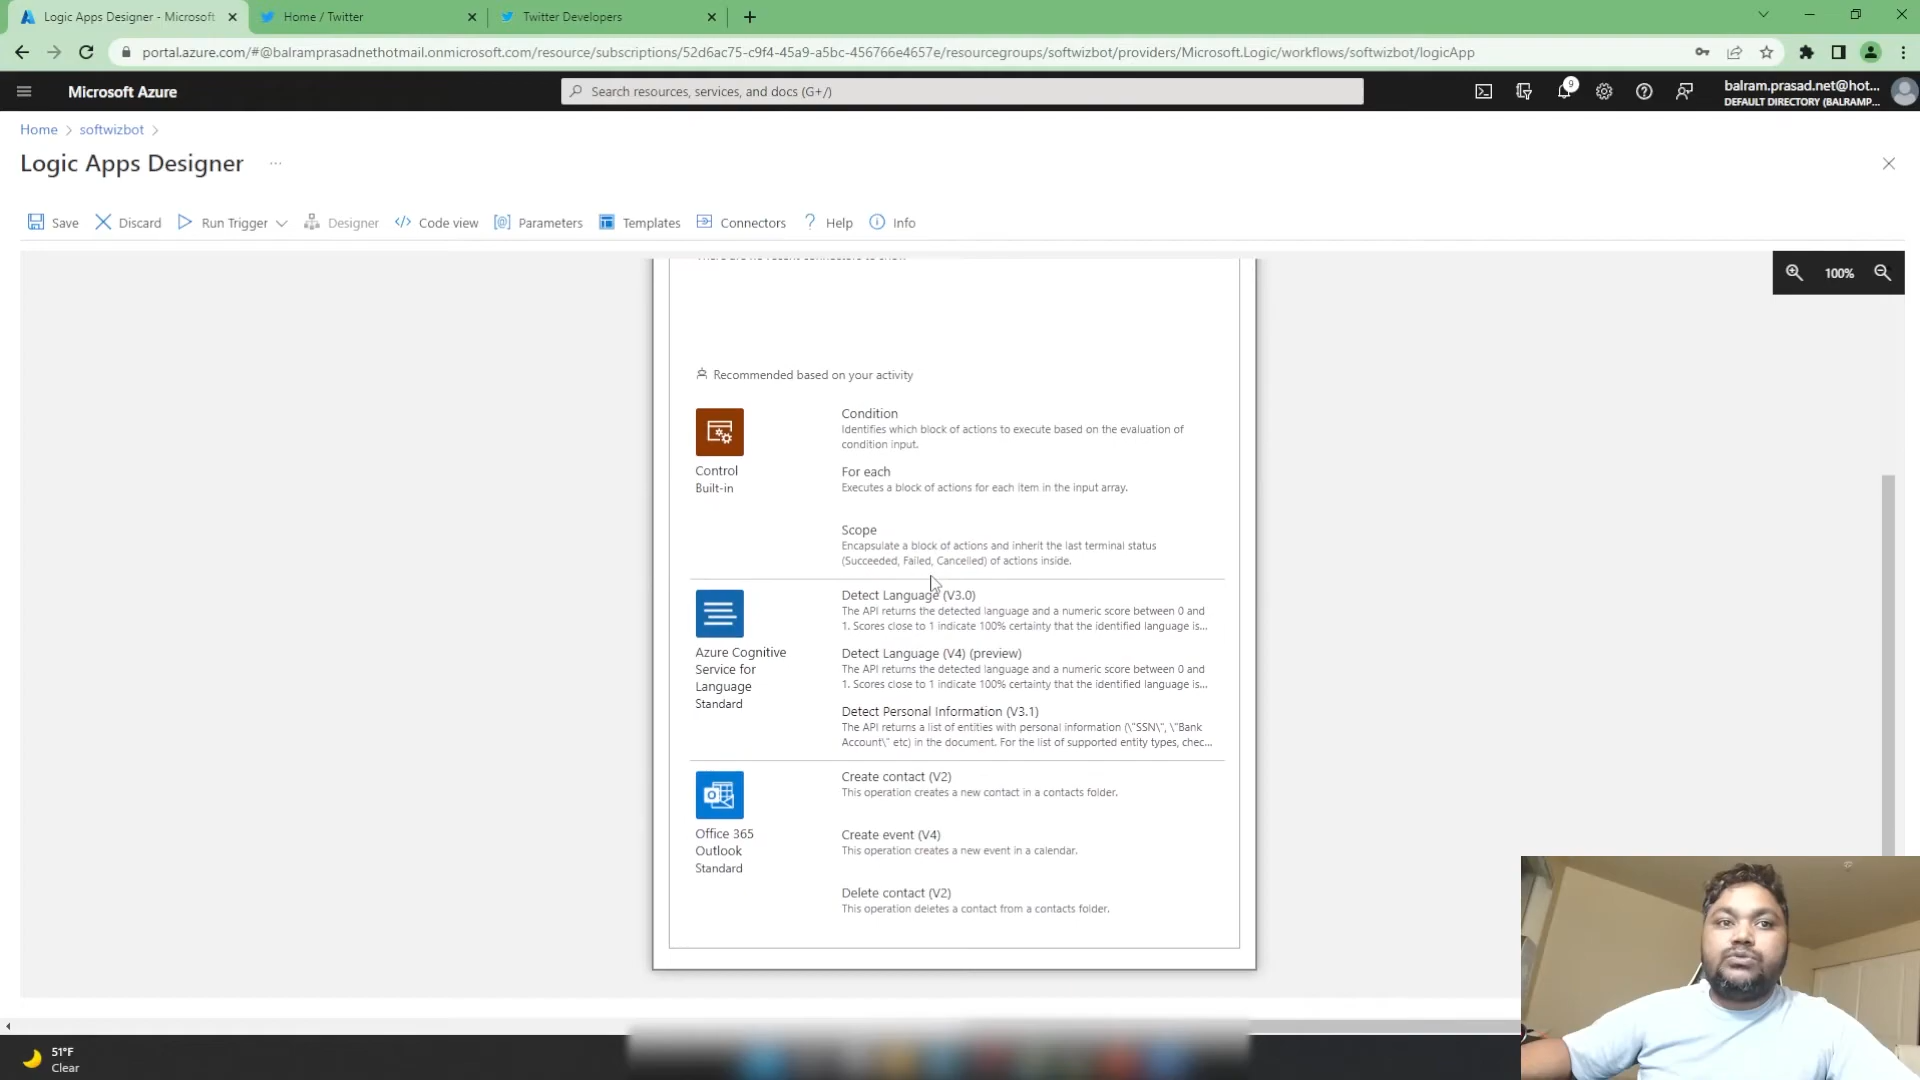 Logic Apps Designer - Microsoft
Home / Twitter
Twitter Developers
portal.azure.com/#@balramprasadnethotmail.onmicrosoft.com/resource/subscriptions/52d6ac75-c9f4-45a9-a5bc-456766e4657e/resourcegroups/softwizbot/providers/Microsoft.Logic/workflows/softwizbot/logicApp
Microsoft Azure
Search resources, services, and docs (G+/)
9
balram.prasad.net@hot...
DEFAULT DIRECTORY (BALRAMP...
Home > softwizbot >
Logic Apps Designer ...
Save Discard Run Trigger Designer Code view Parameters Templates Connectors Help Info
100%
Recommended based on your activity
Control
Built-in
Condition
Identifies which block of actions to execute based on the evaluation of
condition input.
For each
Executes a block of actions for each item in the input array.
Scope
Encapsulate a block of actions and inherit the last terminal status
(Succeeded, Failed, Cancelled) of actions inside.
Azure Cognitive
Service for
Language
Standard
Detect Language (V3.0)
The API returns the detected language and a numeric score between 0 and
1. Scores close to 1 indicate 100% certainty that the identified language is...
Detect Language (V4) (preview)
The API returns the detected language and a numeric score between 0 and
1. Scores close to 1 indicate 100% certainty that the identified language is...
Detect Personal Information (V3.1)
The API returns a list of entities with personal information (\"SSN\", \"Bank
Account\" etc) in the document. For the list of supported entity types, chec...
Office 365
Outlook
Standard
Create contact (V2)
This operation creates a new contact in a contacts folder.
Create event (V4)
This operation creates a new event in a calendar.
Delete contact (V2)
This operation deletes a contact from a contacts folder.
51°F
Clear